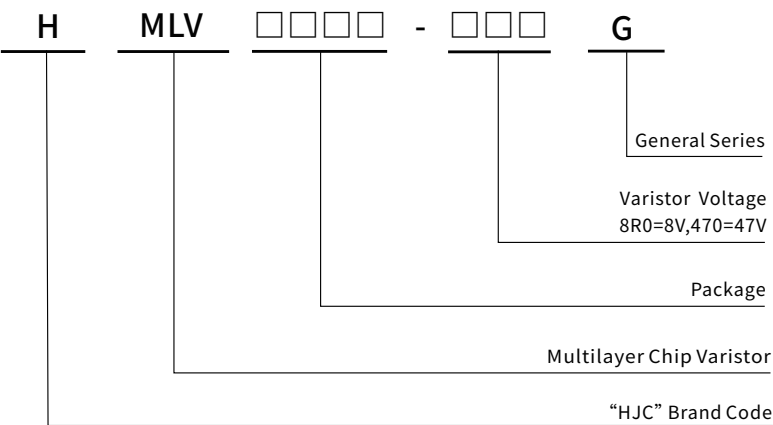 H MLV □□□□ - □□□ G
General Series
Varistor Voltage
8R0=8V,470=47V
Package
Multilayer Chip Varistor
“HJC” Brand Code